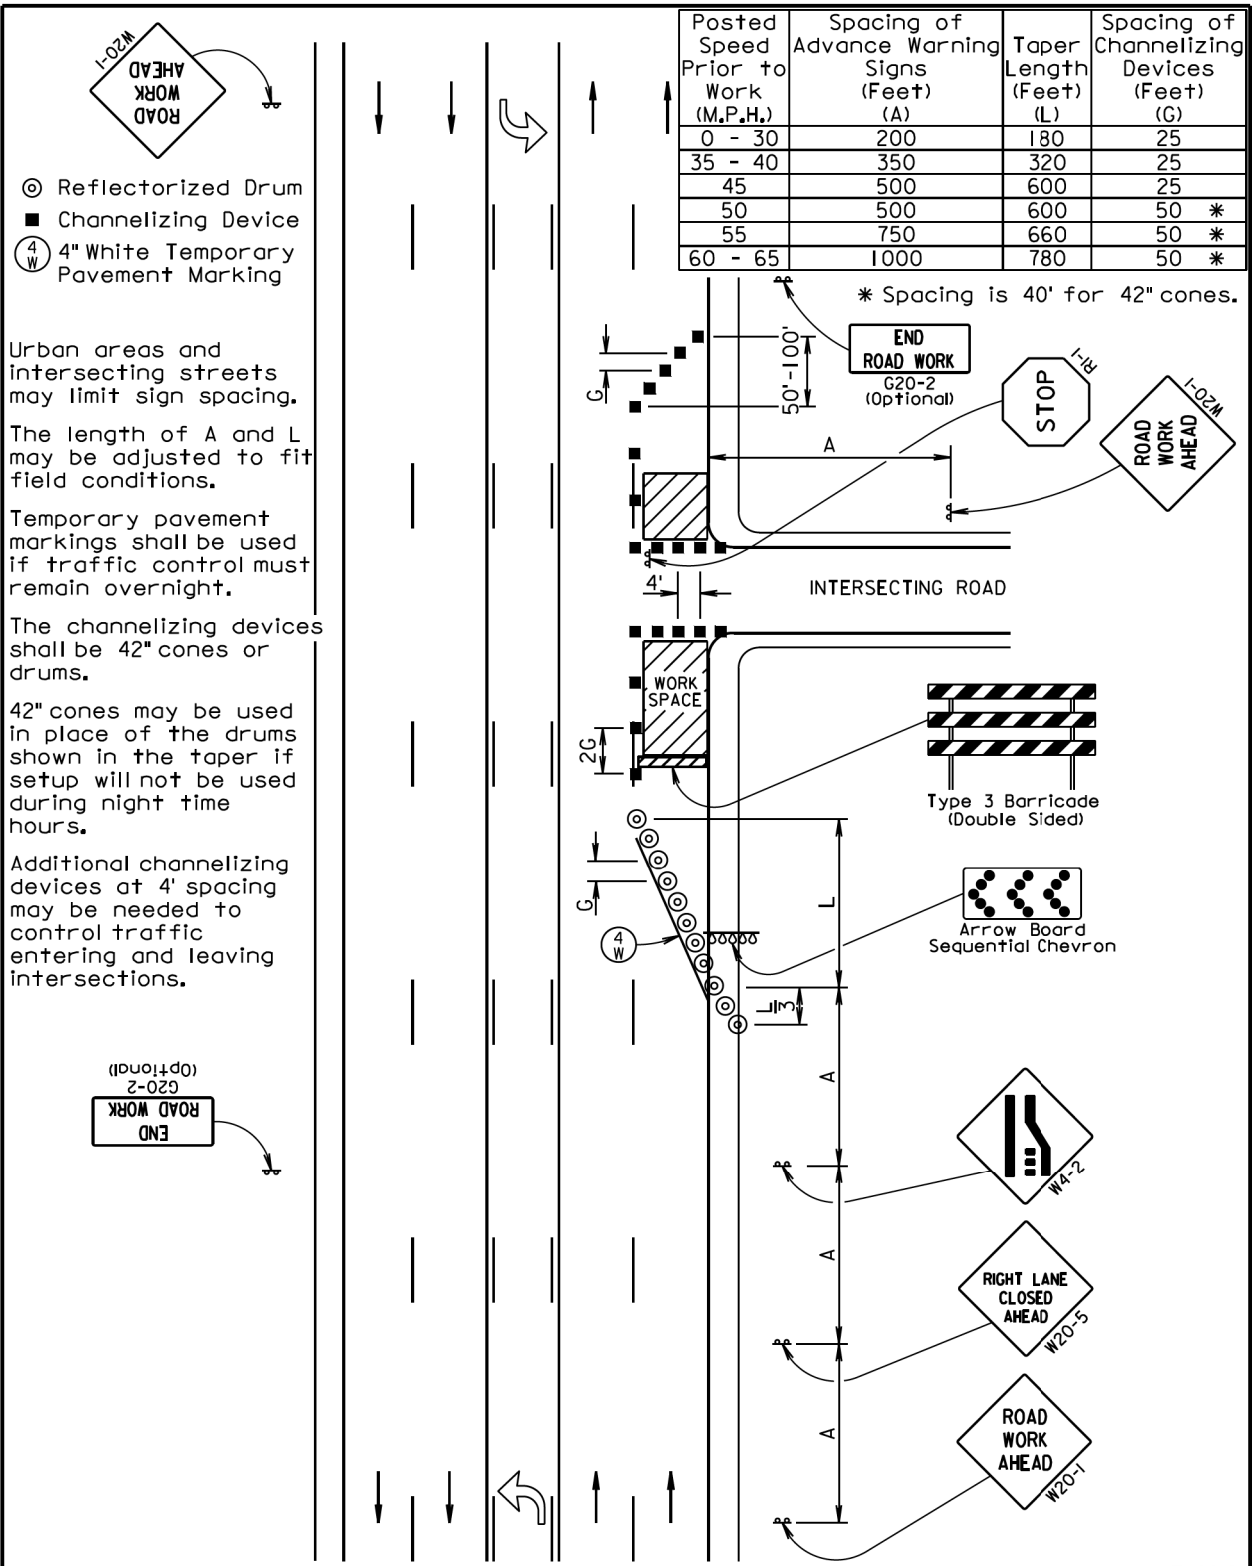 W20-1
ROAD
WORK
AHEAD
◎ Reflectorized Drum
■ Channelizing Device
4
W
4" White Temporary
Pavement Marking
Urban areas and
intersecting streets
may limit sign spacing.
The length of A and L
may be adjusted to fit
field conditions.
Temporary pavement
markings shall be used
if traffic control must
remain overnight.
The channelizing devices
shall be 42" cones or
drums.
42" cones may be used
in place of the drums
shown in the taper if
setup will not be used
during night time
hours.
Additional channelizing
devices at 4' spacing
may be needed to
control traffic
entering and leaving
intersections.
END
ROAD WORK
G20-2
(Optional)
Posted Speed Prior to Work (M.P.H.) Spacing of Advance Warning Signs (Feet) (A) Taper Length (Feet) (L) Spacing of Channelizing Devices (Feet) (G)
0 - 30 200 180 25
35 - 40 350 320 25
45 500 600 25
50 500 600 50 *
55 750 660 50 *
60 - 65 1000 780 50 *
* Spacing is 40' for 42" cones.
END
ROAD WORK
G20-2
(Optional)
STOP
R1-1
ROAD
WORK
AHEAD
W20-1
G
50'-100'
A
4'
INTERSECTING ROAD
WORK
SPACE
2G
Type 3 Barricade
(Double Sided)
G
L
4
W
Arrow Board
Sequential Chevron
L/3
A
W4-2
A
RIGHT LANE
CLOSED
AHEAD
W20-5
A
ROAD
WORK
AHEAD
W20-1